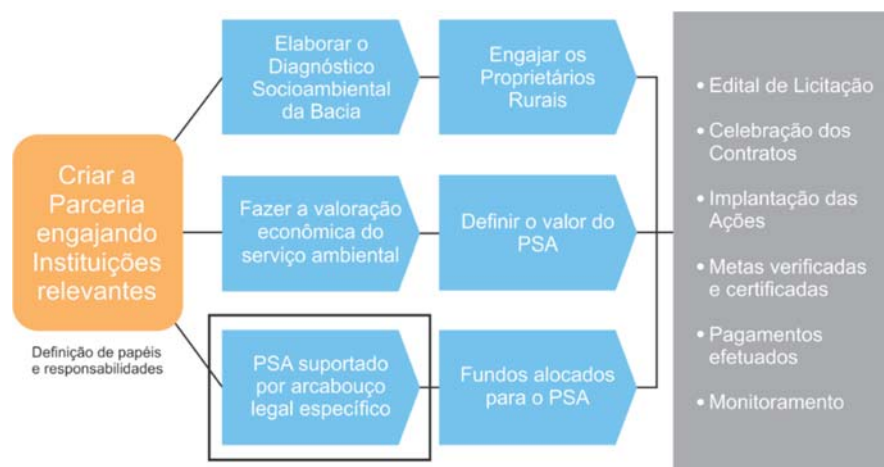 Criar a
Parceria
engajando
Instituições
relevantes
Definição de papéis
e responsabilidades
Elaborar o
Diagnóstico
Socioambiental
da Bacia
Engajar os
Proprietários
Rurais
Fazer a valoração
econômica do
serviço ambiental
Definir o valor do
PSA
PSA suportado
por arcabouço
legal específico
Fundos alocados
para o PSA
• Edital de Licitação
• Celebração dos
Contratos
• Implantação das
Ações
• Metas verificadas
e certificadas
• Pagamentos
efetuados
• Monitoramento